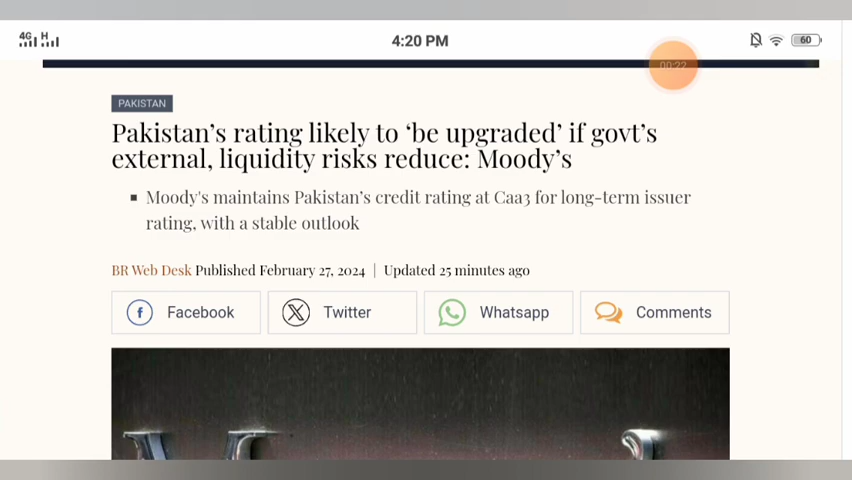 4G H
4:20 PM
60
00:22
PAKISTAN
Pakistan's rating likely to ‘be upgraded’ if govt's
external, liquidity risks reduce: Moody's
Moody's maintains Pakistan's credit rating at Caa3 for long-term issuer
rating, with a stable outlook
BR Web Desk Published February 27, 2024 | Updated 25 minutes ago
f Facebook X Twitter Whatsapp Comments